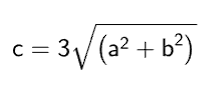 c = 3√(a² + b²)